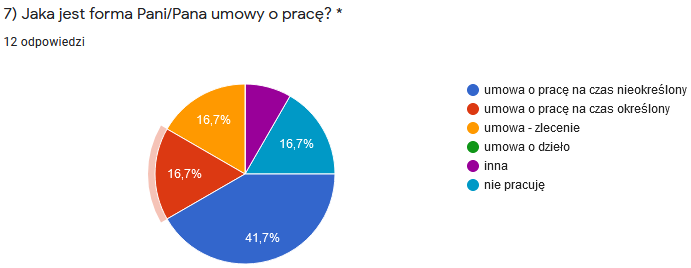 7) Jaka jest forma Pani/Pana umowy o pracę? *
12 odpowiedzi
umowa o pracę na czas nieokreślony
umowa o pracę na czas określony
umowa - zlecenie
umowa o dzieło
inna
nie pracuję
16,7%
16,7%
16,7%
41,7%